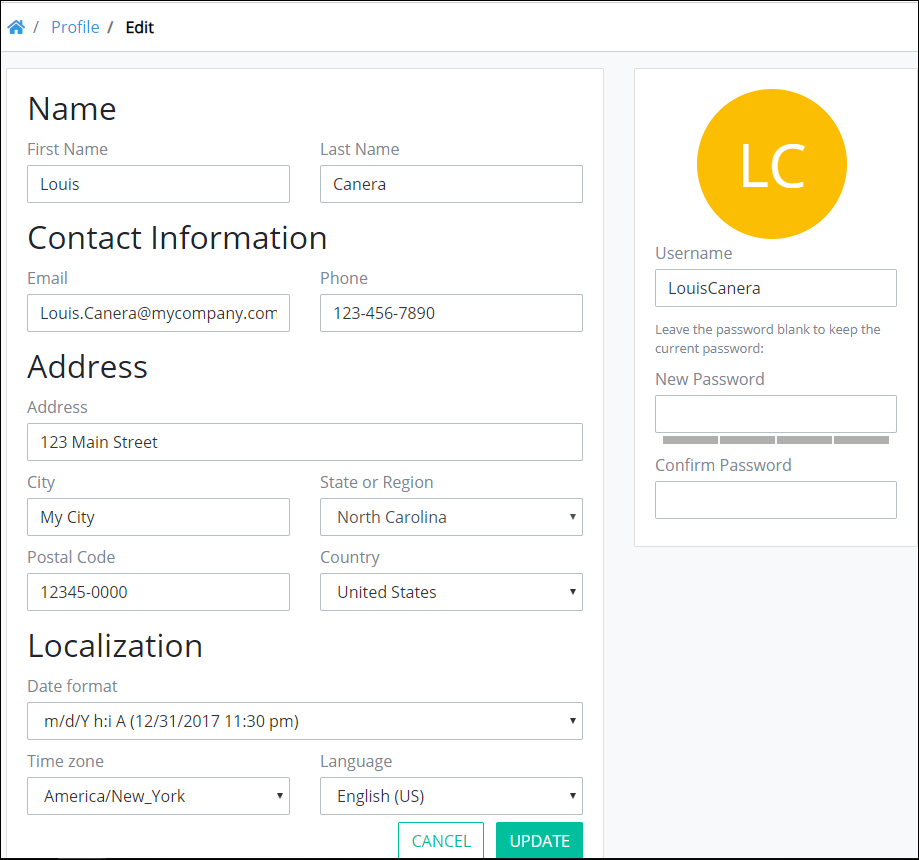 / Profile / Edit
Name
First Name
Last Name
Louis
Canera
Contact Information
Email
Phone
Louis.Canera@mycompany.com
123-456-7890
Address
Address
123 Main Street
City
State or Region
My City
North Carolina
Postal Code
Country
12345-0000
United States
Localization
Date format
m/d/Y h:i A (12/31/2017 11:30 pm)
Time zone
Language
America/New_York
English (US)
CANCEL
UPDATE
LC
Username
LouisCanera
Leave the password blank to keep the
current password:
New Password
Confirm Password